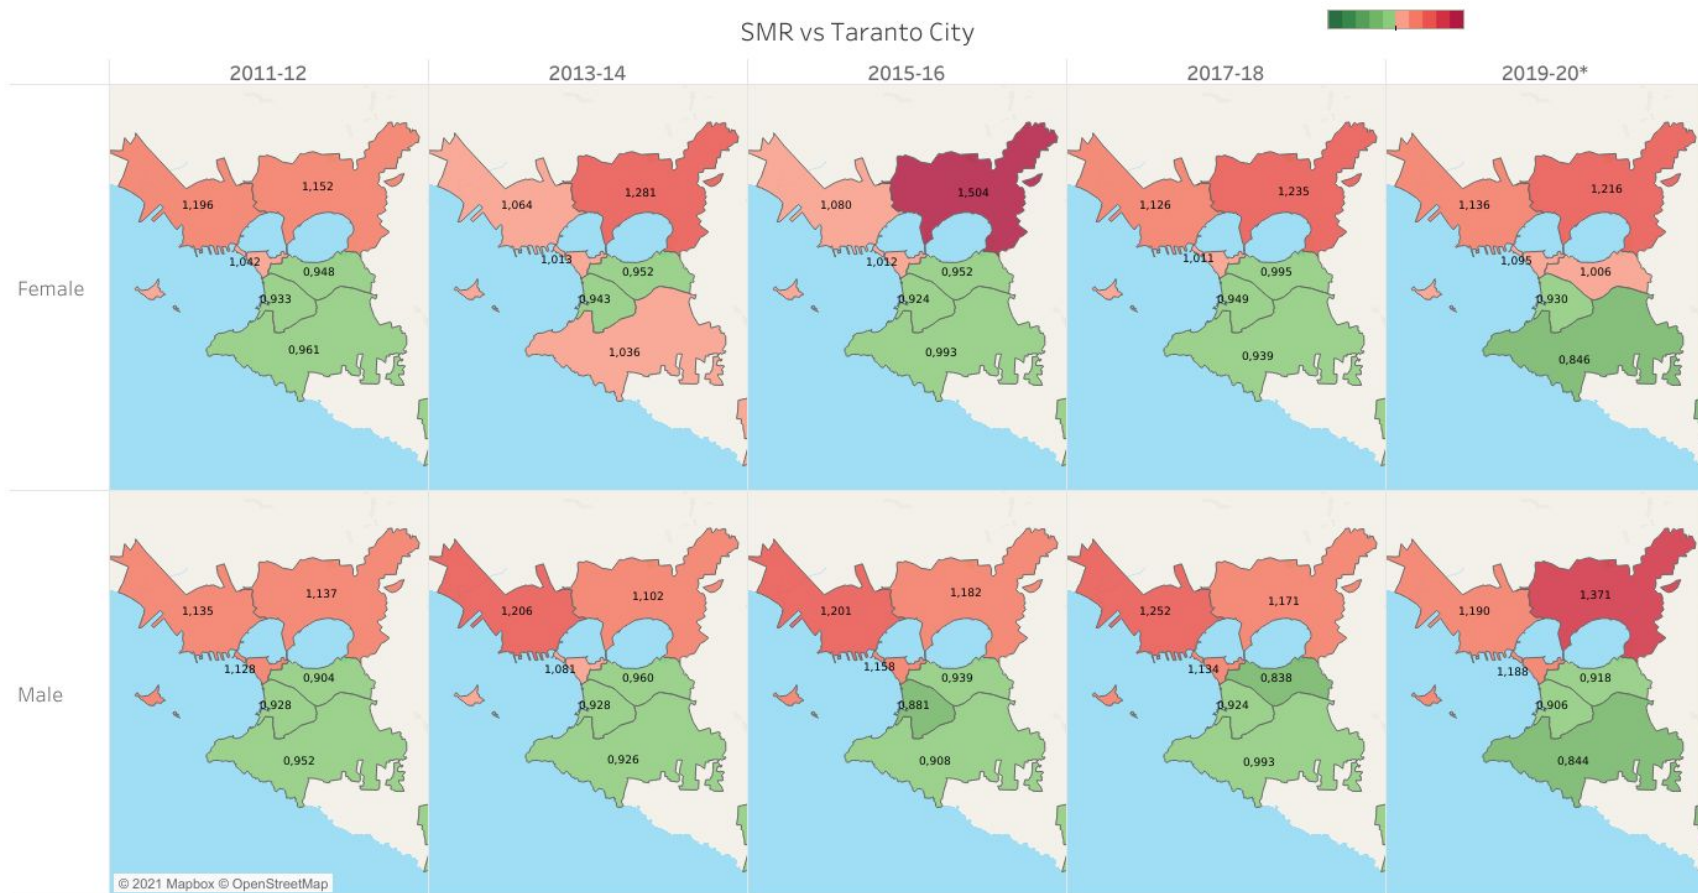 SMR vs Taranto City
2011-12 2013-14 2015-16 2017-18 2019-20*
Female
1,196 1,152 1,042 0,948 0,933 0,961
1,064 1,281 1,013 0,952 0,943 1,036
1,080 1,504 1,012 0,952 0,924 0,993
1,126 1,235 1,011 0,995 0,949 0,939
1,136 1,216 1,095 1,006 0,930 0,846
Male
1,135 1,137 1,128 0,904 0,928 0,952
1,206 1,102 1,081 0,960 0,928 0,926
1,201 1,182 1,158 0,939 0,881 0,908
1,252 1,171 1,134 0,838 0,924 0,993
1,190 1,371 1,188 0,918 0,906 0,844
© 2021 Mapbox © OpenStreetMap